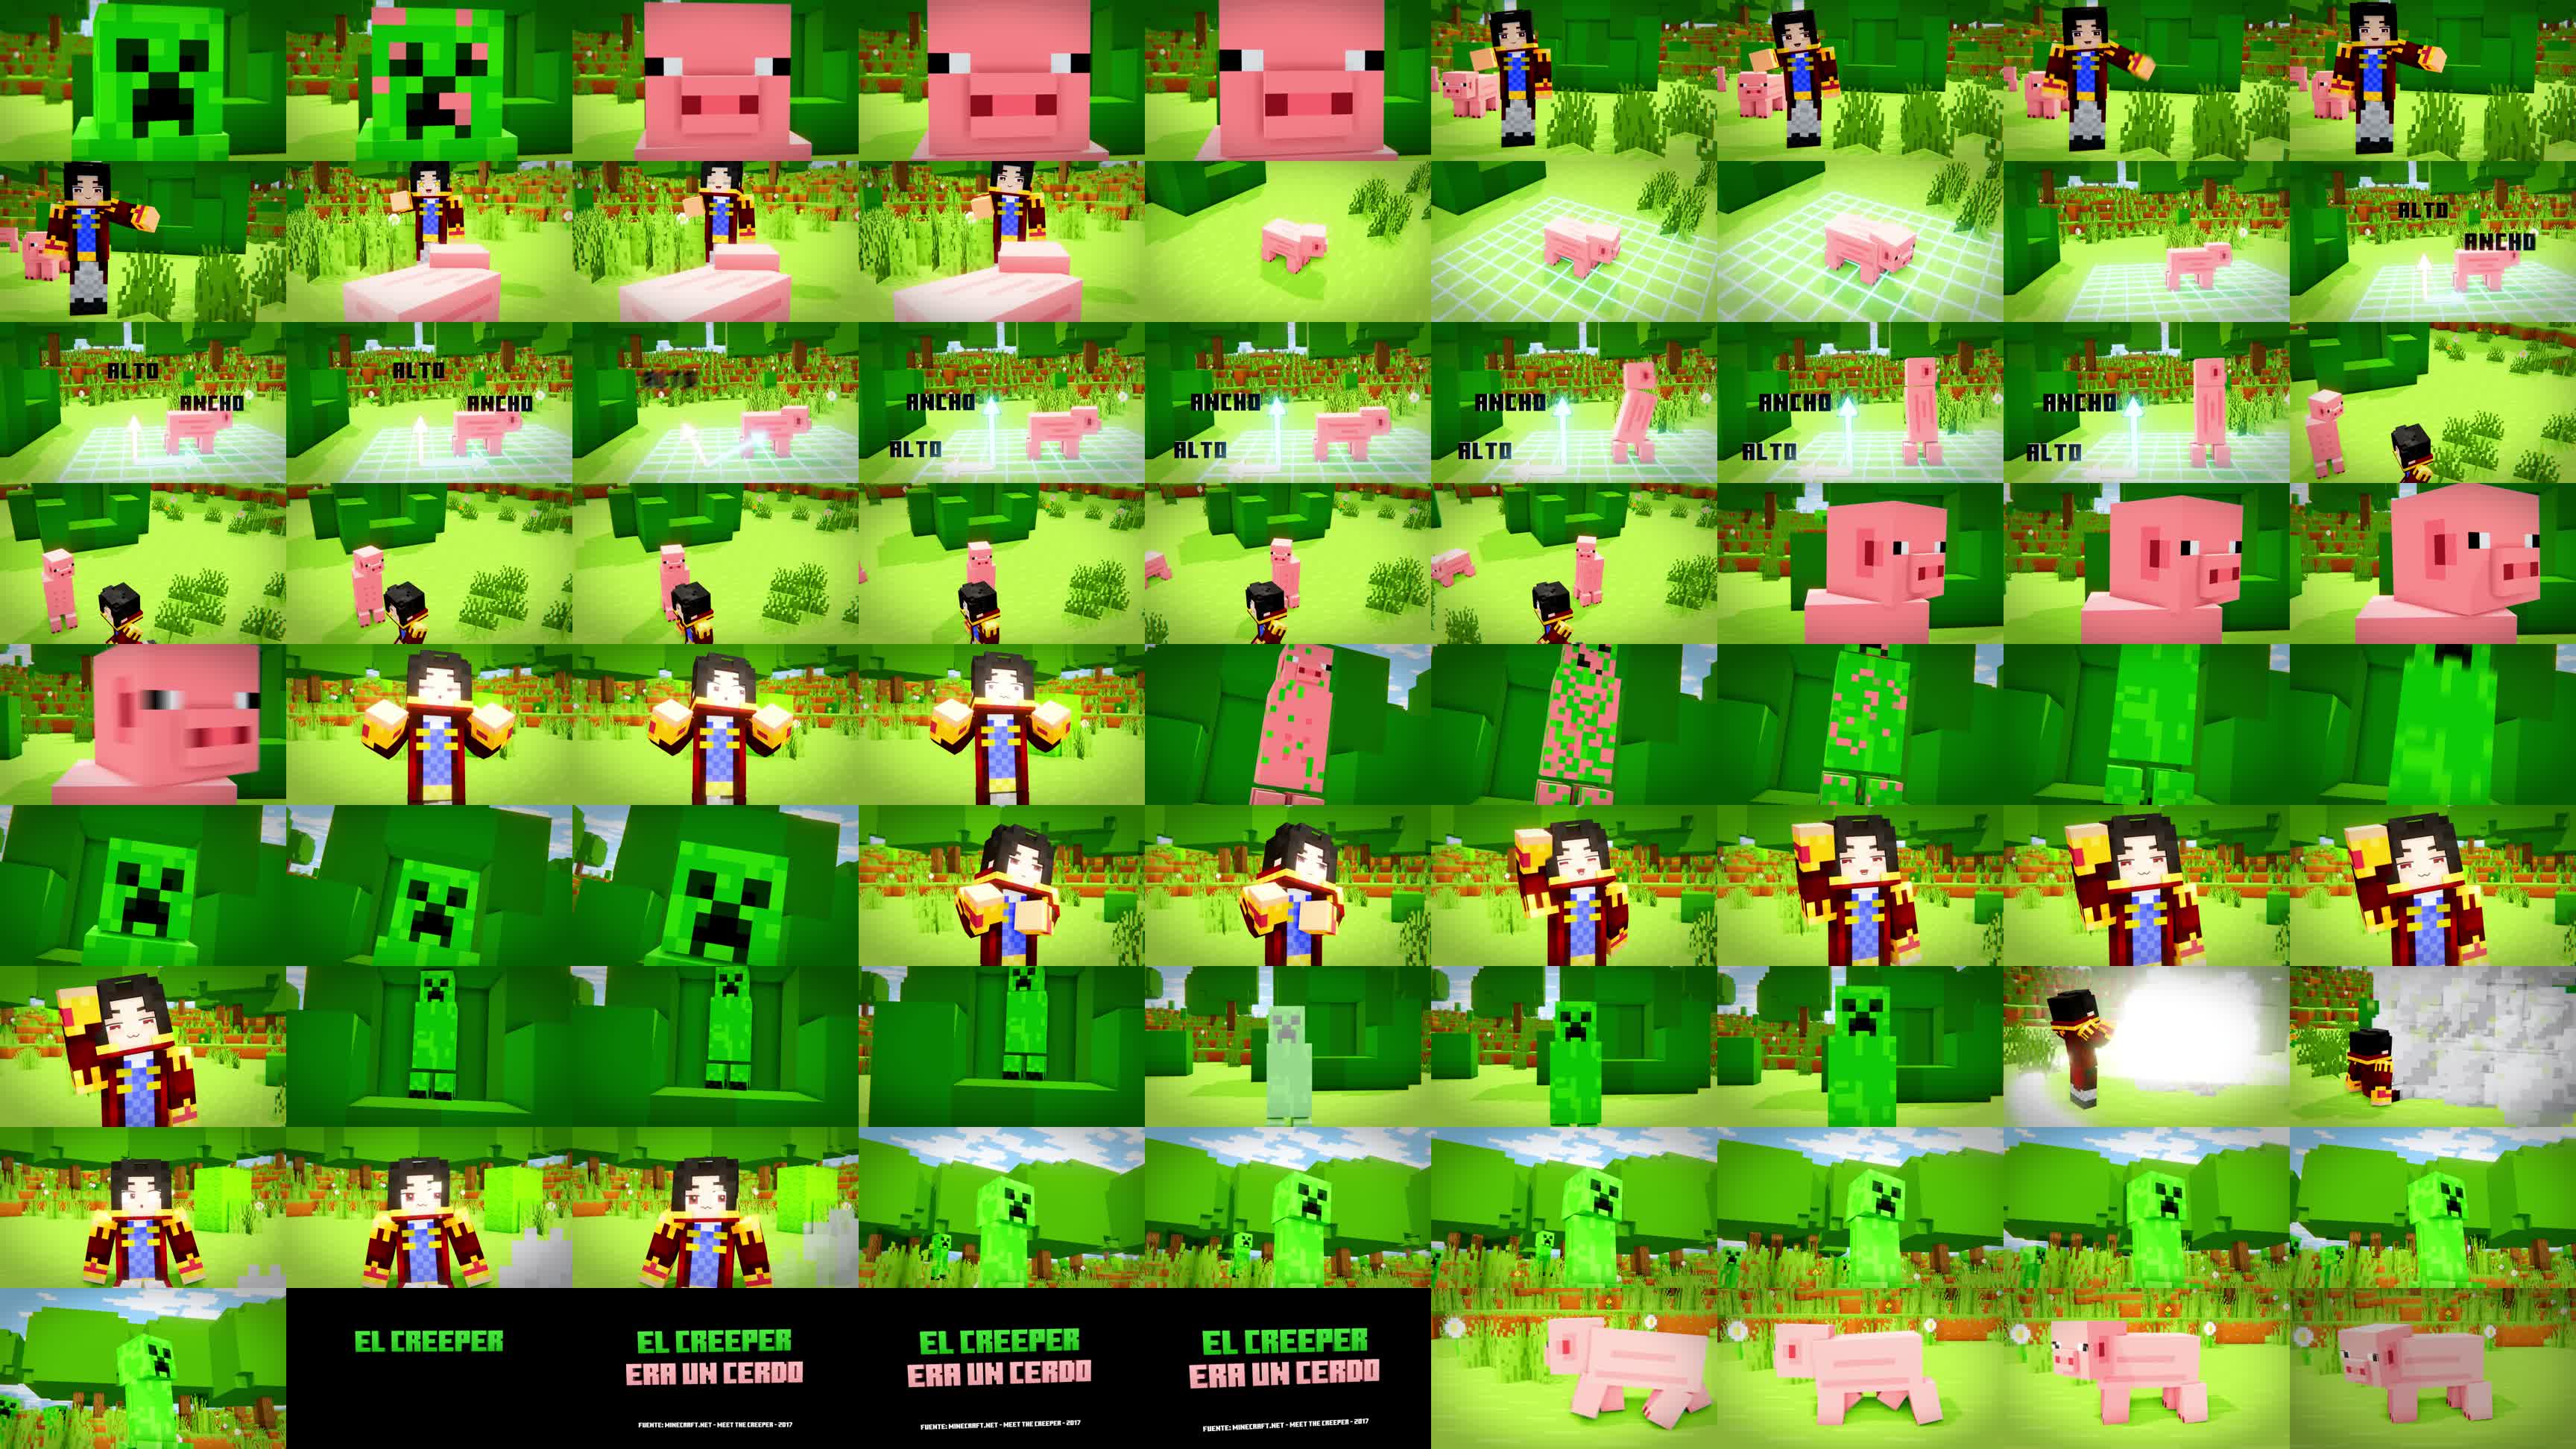 ALTO
ANCHO
ALTO
ANCHO
ALTO
ANCHO
ANCHO
ALTO
ANCHO
ALTO
ANCHO
ALTO
ANCHO
ALTO
ANCHO
ALTO
EL CREEPER
EL CREEPER
ERA UN CERDO
FUENTE: MINECRAFT.NET - MEET THE CREEPER - 2017
EL CREEPER
ERA UN CERDO
FUENTE: MINECRAFT.NET - MEET THE CREEPER - 2017
EL CREEPER
ERA UN CERDO
FUENTE: MINECRAFT.NET - MEET THE CREEPER - 2017